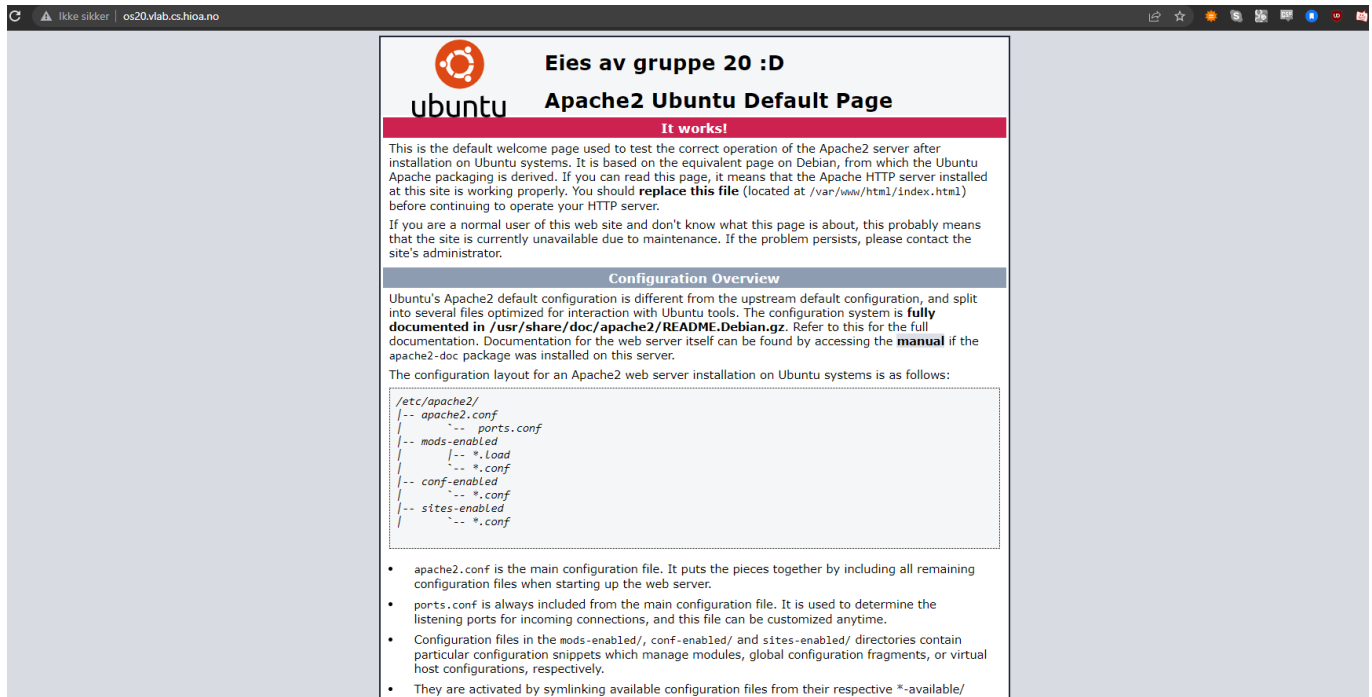 Ikke sikker | os20.vlab.cs.hioa.no
ubuntu
Eies av gruppe 20 :D
Apache2 Ubuntu Default Page
It works!
This is the default welcome page used to test the correct operation of the Apache2 server after
installation on Ubuntu systems. It is based on the equivalent page on Debian, from which the Ubuntu
Apache packaging is derived. If you can read this page, it means that the Apache HTTP server installed
at this site is working properly. You should replace this file (located at /var/www/html/index.html)
before continuing to operate your HTTP server.
If you are a normal user of this web site and don't know what this page is about, this probably means
that the site is currently unavailable due to maintenance. If the problem persists, please contact the
site's administrator.
Configuration Overview
Ubuntu's Apache2 default configuration is different from the upstream default configuration, and split
into several files optimized for interaction with Ubuntu tools. The configuration system is fully
documented in /usr/share/doc/apache2/README.Debian.gz. Refer to this for the full
documentation. Documentation for the web server itself can be found by accessing the manual if the
apache2-doc package was installed on this server.
The configuration layout for an Apache2 web server installation on Ubuntu systems is as follows:
/etc/apache2/
|-- apache2.conf
|       `--  ports.conf
|-- mods-enabled
|       |-- *.load
|       `-- *.conf
|-- conf-enabled
|       `-- *.conf
|-- sites-enabled
|       `-- *.conf
• apache2.conf is the main configuration file. It puts the pieces together by including all remaining
configuration files when starting up the web server.
• ports.conf is always included from the main configuration file. It is used to determine the
listening ports for incoming connections, and this file can be customized anytime.
• Configuration files in the mods-enabled/, conf-enabled/ and sites-enabled/ directories contain
particular configuration snippets which manage modules, global configuration fragments, or virtual
host configurations, respectively.
• They are activated by symlinking available configuration files from their respective *-available/